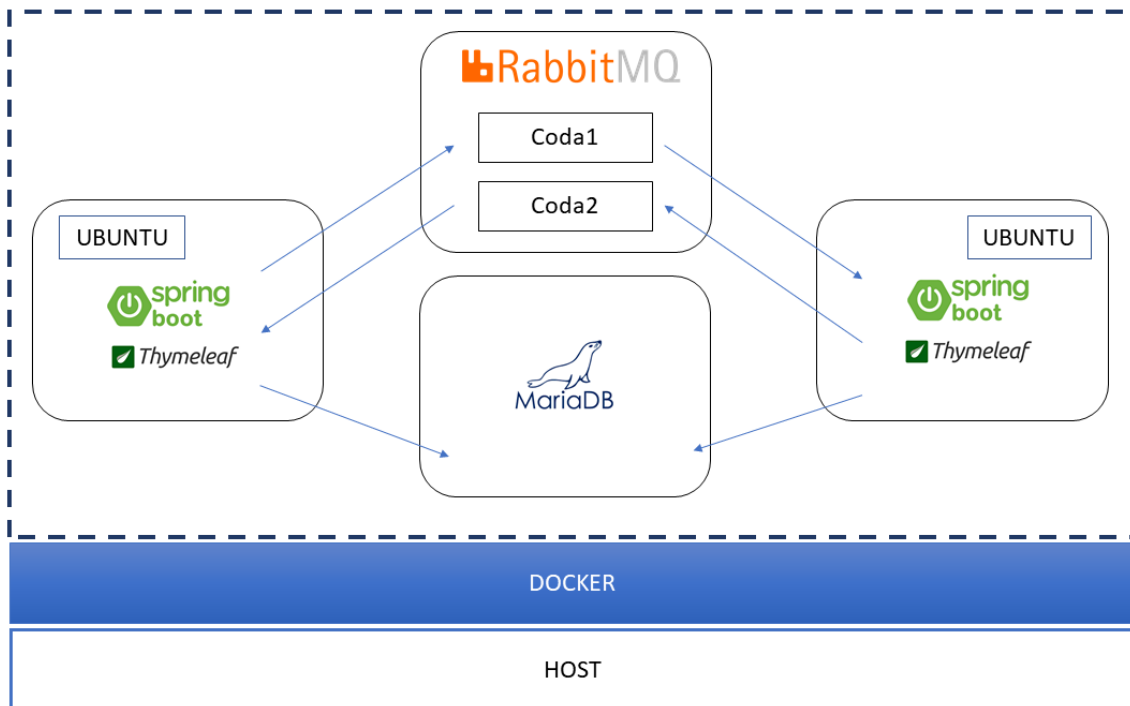 RabbitMQ
Coda1
Coda2
UBUNTU
spring
boot
Thymeleaf
MariaDB
UBUNTU
spring
boot
Thymeleaf
DOCKER
HOST